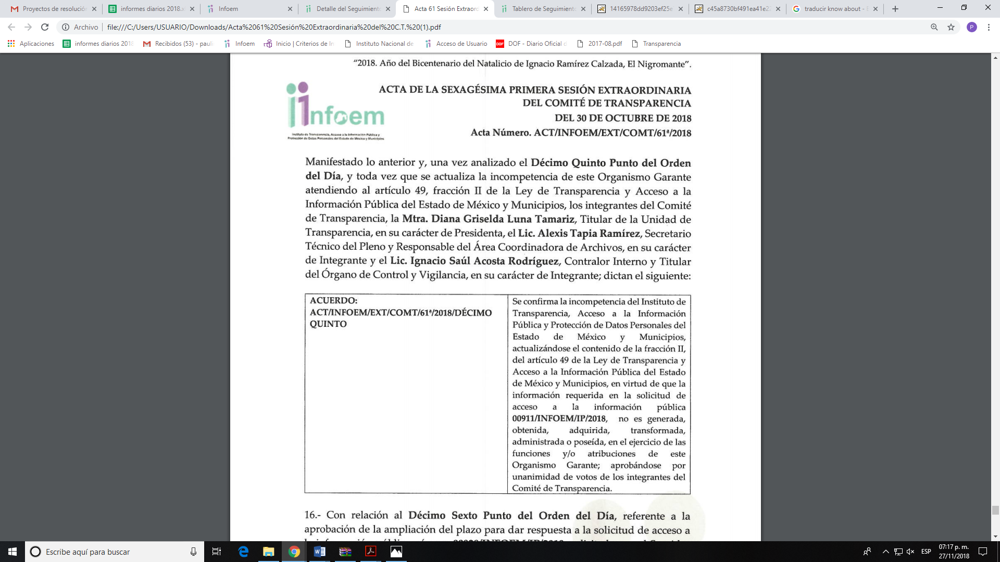 Proyectos de resolución
informes diarios 2018.x
Infoem
Detalle del Seguimiento
Acta 61 Sesión Extraord
Tablero de Seguimiento
14165978dd9203ef25e
c45a8730bf491ea41e2
traducir know about -
Archivo
file:///C:/Users/USUARIO/Downloads/Acta%2061%20Sesión%20Extraordinaria%20del%20C.T.%20(1).pdf
P
Aplicaciones
informes diarios 2018
Recibidos (53) - pauli
Infoem
Inicio | Criterios de In
Instituto Nacional de
Acceso de Usuario
DOF - Diario Oficial d
2017-08.pdf
Transparencia
“2018. Año del Bicentenario del Natalicio de Ignacio Ramírez Calzada, El Nigromante”.
infoem
Instituto de Transparencia, Acceso a la Información Pública y
Protección de Datos Personales del Estado de México y Municipios
ACTA DE LA SEXAGÉSIMA PRIMERA SESIÓN EXTRAORDINARIA
DEL COMITÉ DE TRANSPARENCIA
DEL 30 DE OCTUBRE DE 2018
Acta Número. ACT/INFOEM/EXT/COMT/61ª/2018
Manifestado lo anterior y, una vez analizado el Décimo Quinto Punto del Orden
del Día, y toda vez que se actualiza la incompetencia de este Organismo Garante
atendiendo al artículo 49, fracción II de la Ley de Transparencia y Acceso a la
Información Pública del Estado de México y Municipios, los integrantes del Comité
de Transparencia, la Mtra. Diana Griselda Luna Tamariz, Titular de la Unidad de
Transparencia, en su carácter de Presidenta, el Lic. Alexis Tapia Ramírez, Secretario
Técnico del Pleno y Responsable del Área Coordinadora de Archivos, en su carácter
de Integrante y el Lic. Ignacio Saúl Acosta Rodríguez, Contralor Interno y Titular
del Órgano de Control y Vigilancia, en su carácter de Integrante; dictan el siguiente:
ACUERDO:
ACT/INFOEM/EXT/COMT/61ª/2018/DÉCIMO
QUINTO
Se confirma la incompetencia del Instituto de
Transparencia, Acceso a la Información
Pública y Protección de Datos Personales del
Estado de México y Municipios,
actualizándose el contenido de la fracción II,
del artículo 49 de la Ley de Transparencia y
Acceso a la Información Pública del Estado
de México y Municipios, en virtud de que la
información requerida en la solicitud de
acceso a la información pública
00911/INFOEM/IP/2018, no es generada,
obtenida, adquirida, transformada,
administrada o poseída, en el ejercicio de las
funciones y/o atribuciones de este
Organismo Garante; aprobándose por
unanimidad de votos de los integrantes del
Comité de Transparencia.
16.- Con relación al Décimo Sexto Punto del Orden del Día, referente a la
aprobación de la ampliación del plazo para dar respuesta a la solicitud de acceso a
Escribe aquí para buscar
ESP
07:17 p. m.
27/11/2018